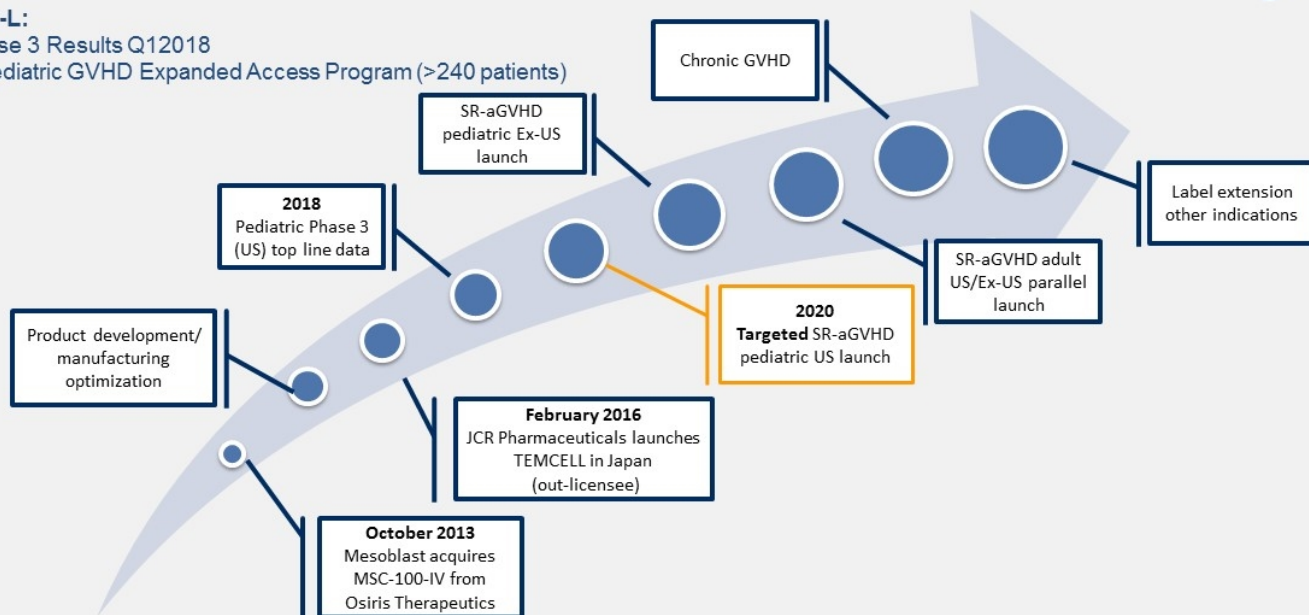 -L:
se 3 Results Q12018
ediatric GVHD Expanded Access Program (>240 patients)
Chronic GVHD
SR-aGVHD
pediatric Ex-US
launch
Label extension
other indications
2018
Pediatric Phase 3
(US) top line data
SR-aGVHD adult
US/Ex-US parallel
launch
2020
Targeted SR-aGVHD
pediatric US launch
Product development/
manufacturing
optimization
February 2016
JCR Pharmaceuticals launches
TEMCELL in Japan
(out-licensee)
October 2013
Mesoblast acquires
MSC-100-IV from
Osiris Therapeutics